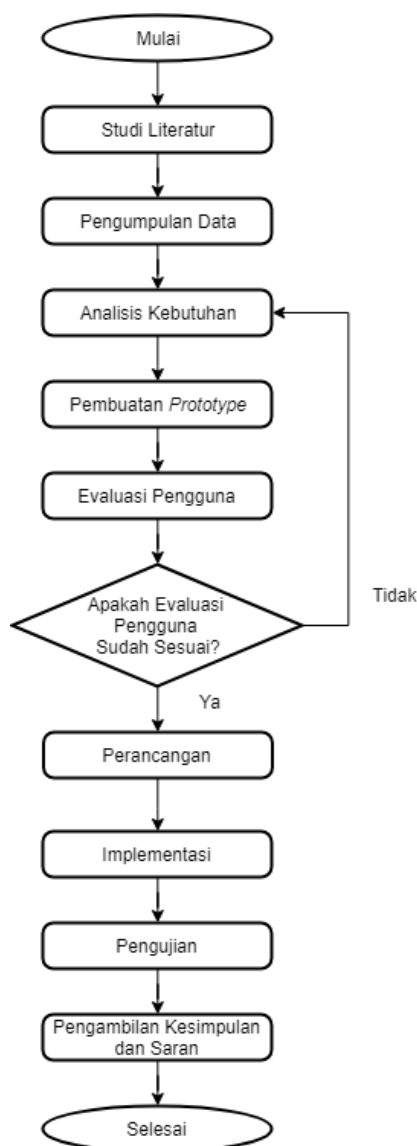 Mulai
Studi Literatur
Pengumpulan Data
Analisis Kebutuhan
Pembuatan Prototype
Evaluasi Pengguna
Apakah Evaluasi
Pengguna
Sudah Sesuai?
Tidak
Ya
Perancangan
Implementasi
Pengujian
Pengambilan Kesimpulan
dan Saran
Selesai